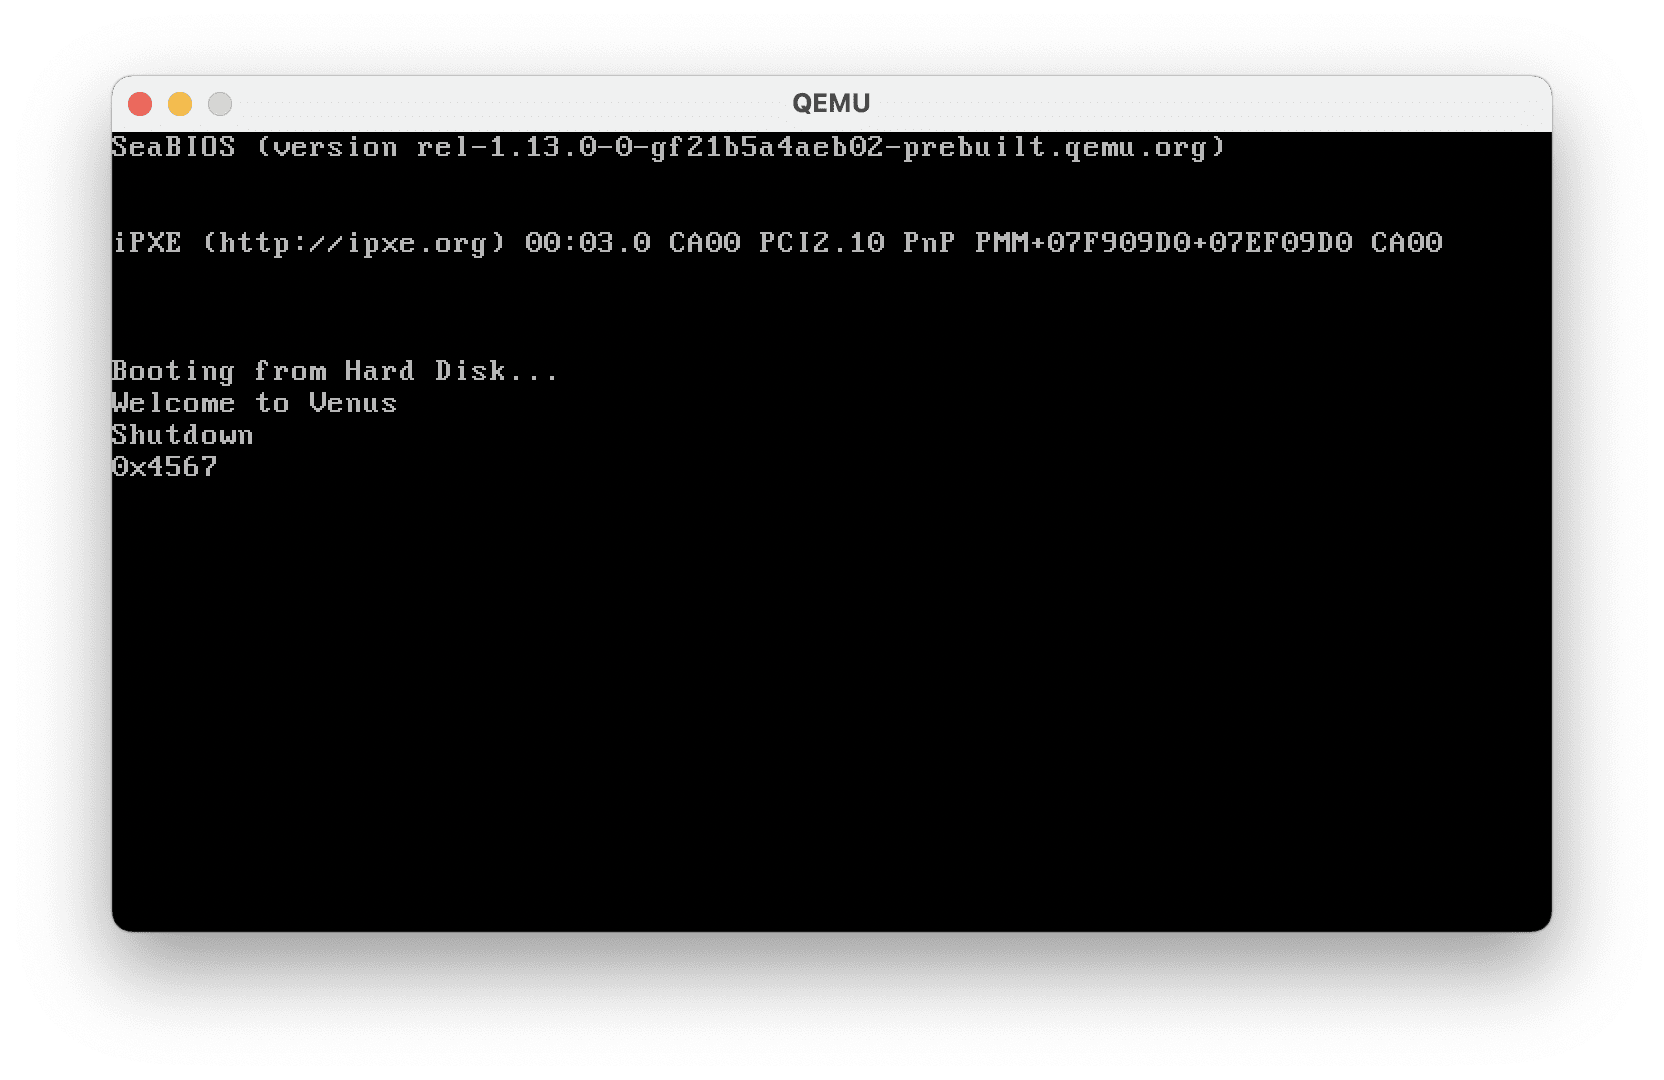 QEMU
SeaBIOS (version rel-1.13.0-0-gf21b5a4aeb02-prebuilt.qemu.org)
iPXE (http://ipxe.org) 00:03.0 CA00 PCI2.10 PnP PMM+07F909D0+07EF09D0 CA00
Booting from Hard Disk...
Welcome to Venus
Shutdown
0x4567